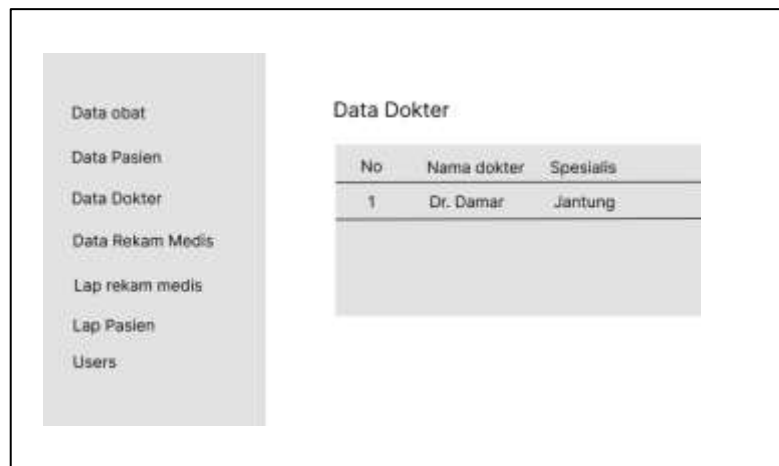 Data obat
Data Pasien
Data Dokter
Data Rekam Medis
Lap rekam medis
Lap Pasien
Users
Data Dokter
No Nama dokter Spesialis
1 Dr. Damar Jantung